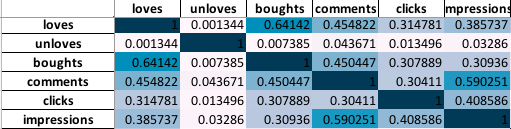 loves unloves boughts comments clicks mpressions
loves 1 0.001344 0.64142 0.454822 0.314781 0.385737
unloves 0.001344 1 0.007385 0.043671 0.013496 0.03286
boughts 0.64142 0.007385 1 0.450447 0.307889 0.30936
comments 0.454822 0.043671 0.450447 1 0.30411 0.590251
clicks 0.314781 0.013496 0.307889 0.30411 1 0.408586
impressions 0.385737 0.03286 0.30936 0.590251 0.408586 1